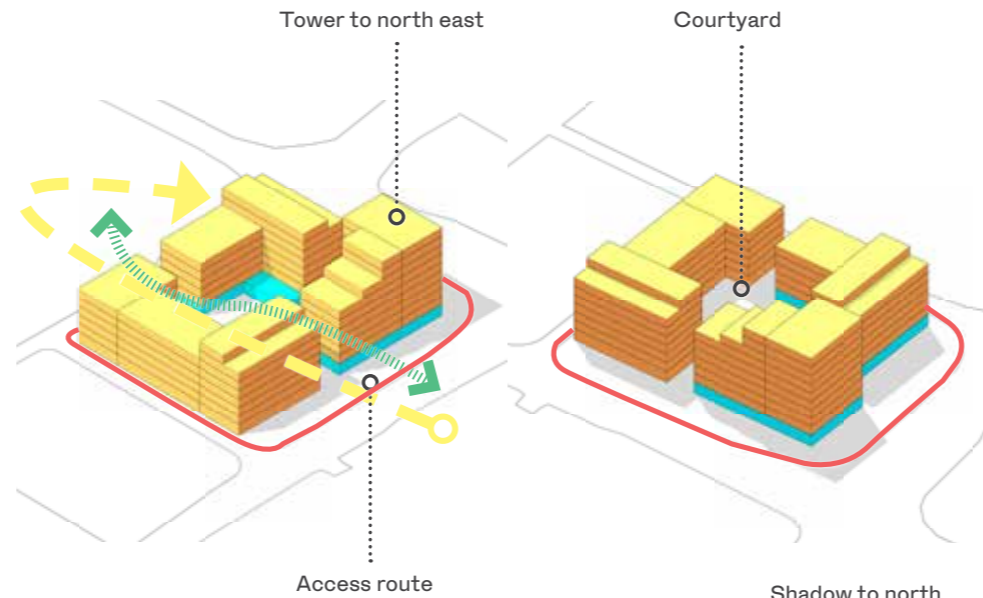 Tower to north east
Courtyard
Access route
Shadow to north